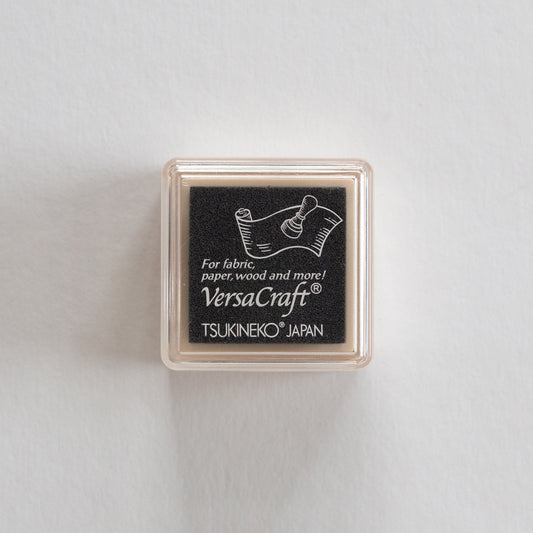 For fabric,
paper, wood and more!
VersaCraft®
TSUKINEKO® JAPAN